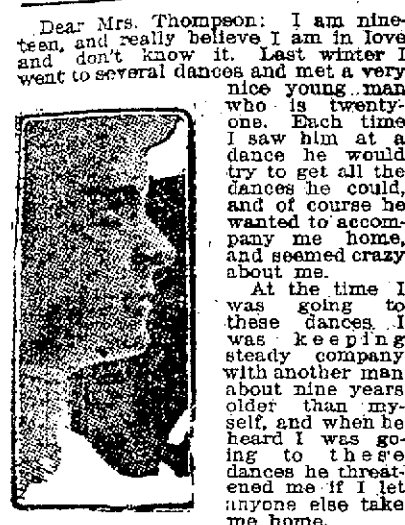 Dear Mrs. Thompson: I am nine-
teen, and really believe I am in love
and don't know it. Last winter I
went to several dances and met a very
nice young man
who is twenty-
one. Each time
I saw him at a
dance he would
try to get all the
dances he could,
and of course he
wanted to accom-
pany me home,
and seemed crazy
about me.
At the time I
was going to
these dances I
was keeping
steady company
with another man
about nine years
older than my-
self, and when he
heard I was go-
ing to these
dances he threat-
ened me if I let
anyone else take
me home.